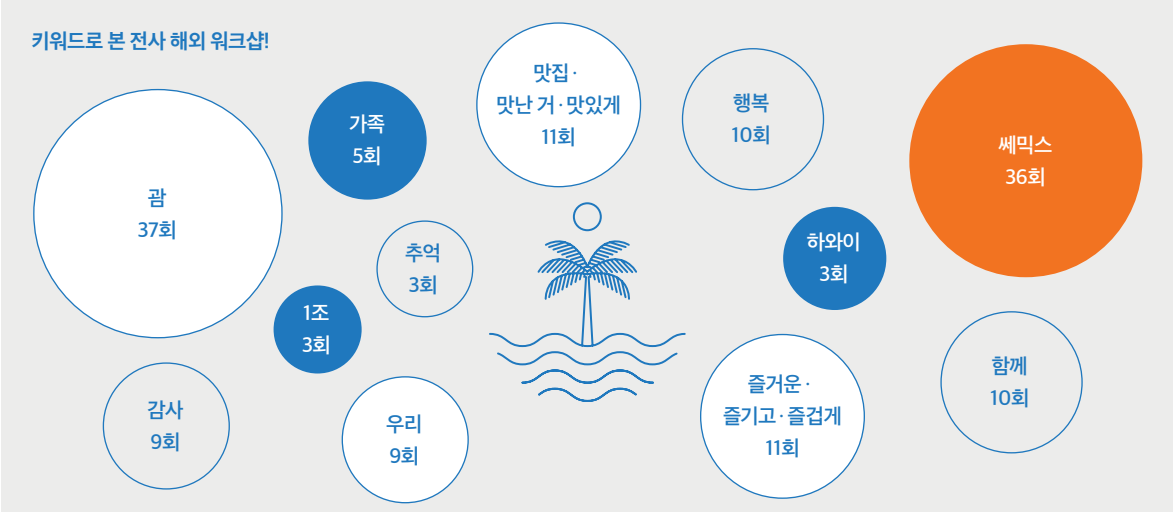 키워드로 본 전사 해외 워크샵!
괌
37회
가족
5회
맛집·
맛난 거·맛있게
11회
행복
10회
쎄믹스
36회
추억
3회
하와이
3회
1조
3회
감사
9회
우리
9회
즐거운·
즐기고·즐겁게
11회
함께
10회